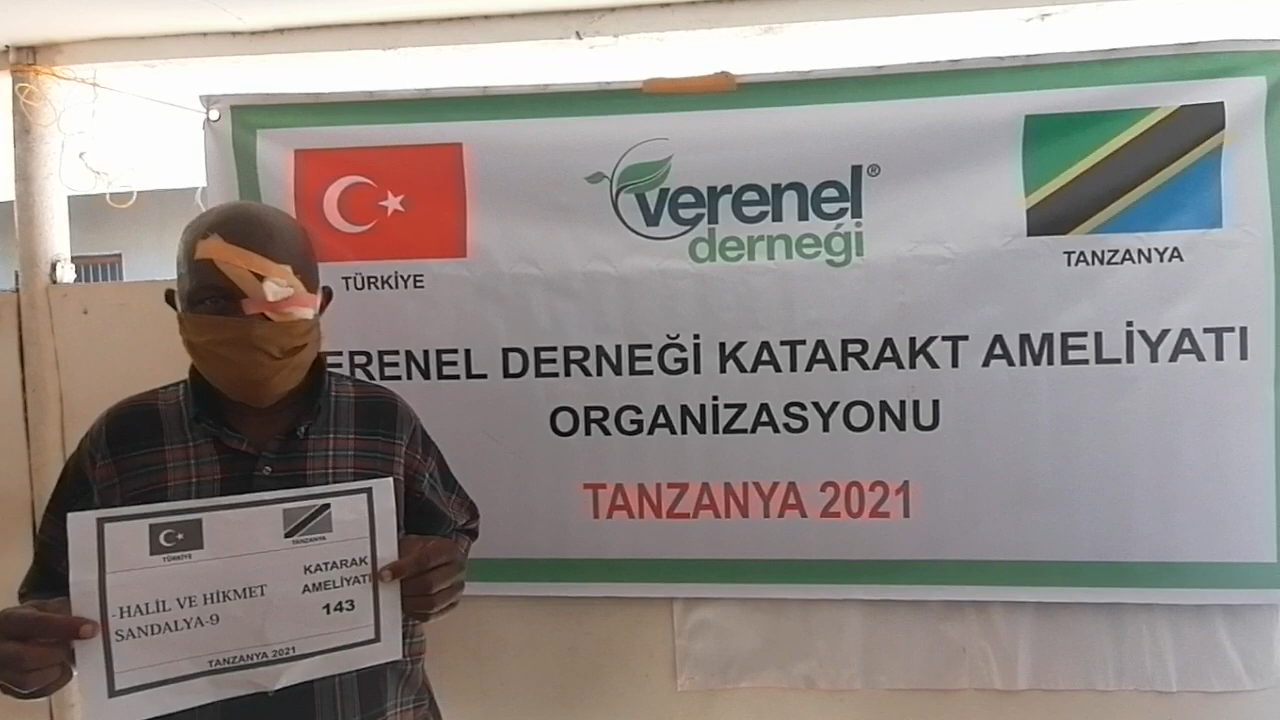 verenel®
derneği
TÜRKİYE
TANZANYA
ERENEL DERNEĞİ KATARAKT AMELİYATI
ORGANİZASYONU
TANZANYA 2021
TÜRKİYE
TANZANYA
KATARAK
AMELİYATI
143
-HALİL VE HİKMET
SANDALYA-9
TANZANYA 2021